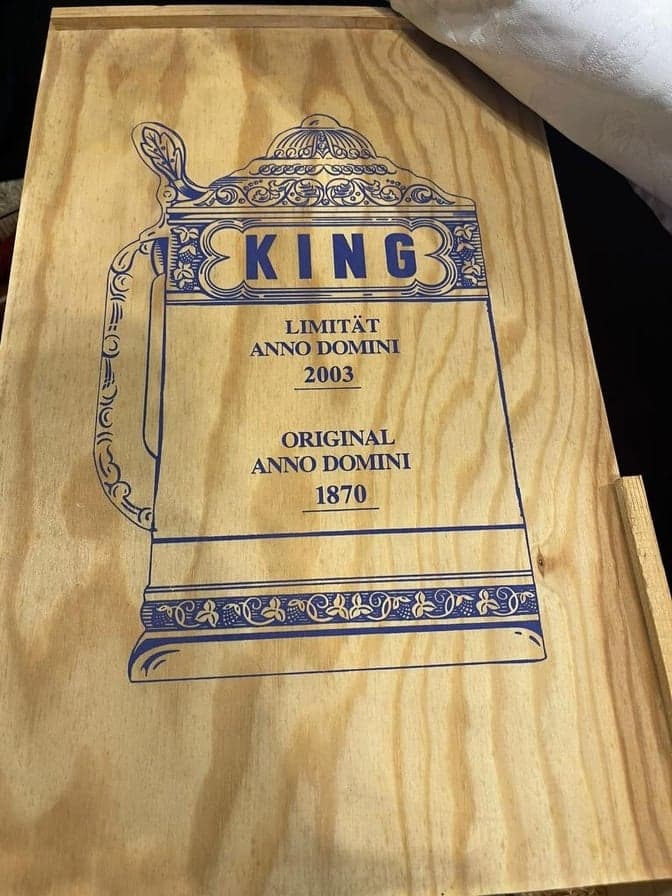 KING
LIMITÄT
ANNO DOMINI
2003
ORIGINAL
ANNO DOMINI
1870